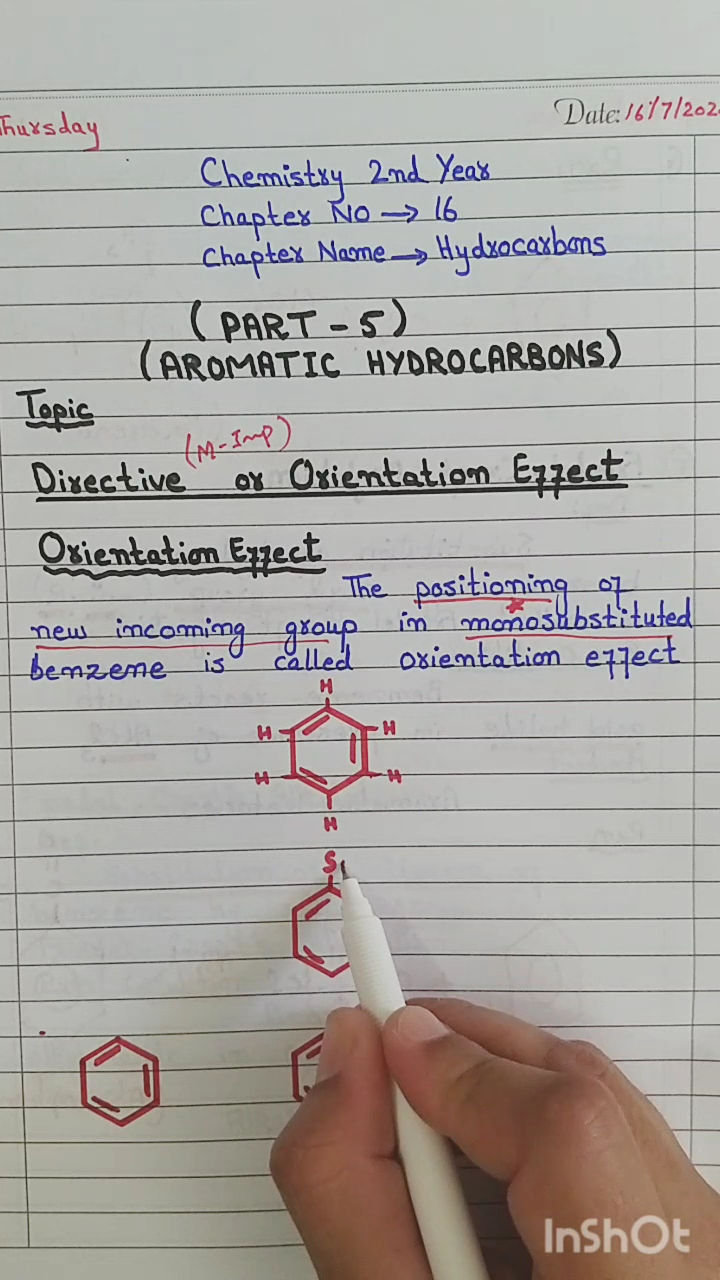 Thursday
Date: 16/7/202
Chemistry 2nd Year
Chapter No → 16
Chapter Name → Hydrocarbons
(PART - 5)
(AROMATIC HYDROCARBONS)
Topic
(M-Imp)
Directive or Orientation Effect
Orientation Effect
The positioning of
new incoming group in monosubstituted
benzene is called orientation effect
H
H H
H H
H
S
InShOt